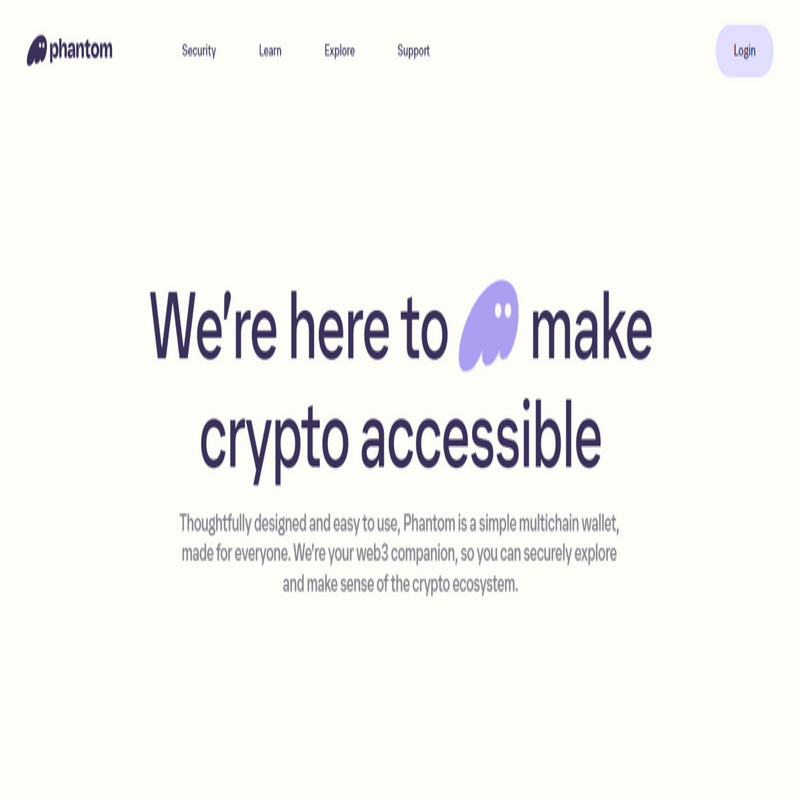 phantom
Security
Learn
Explore
Support
Login
We're here to make
crypto accessible
Thoughtfully designed and easy to use, Phantom is a simple multichain wallet,
made for everyone. We're your web3 companion, so you can securely explore
and make sense of the crypto ecosystem.